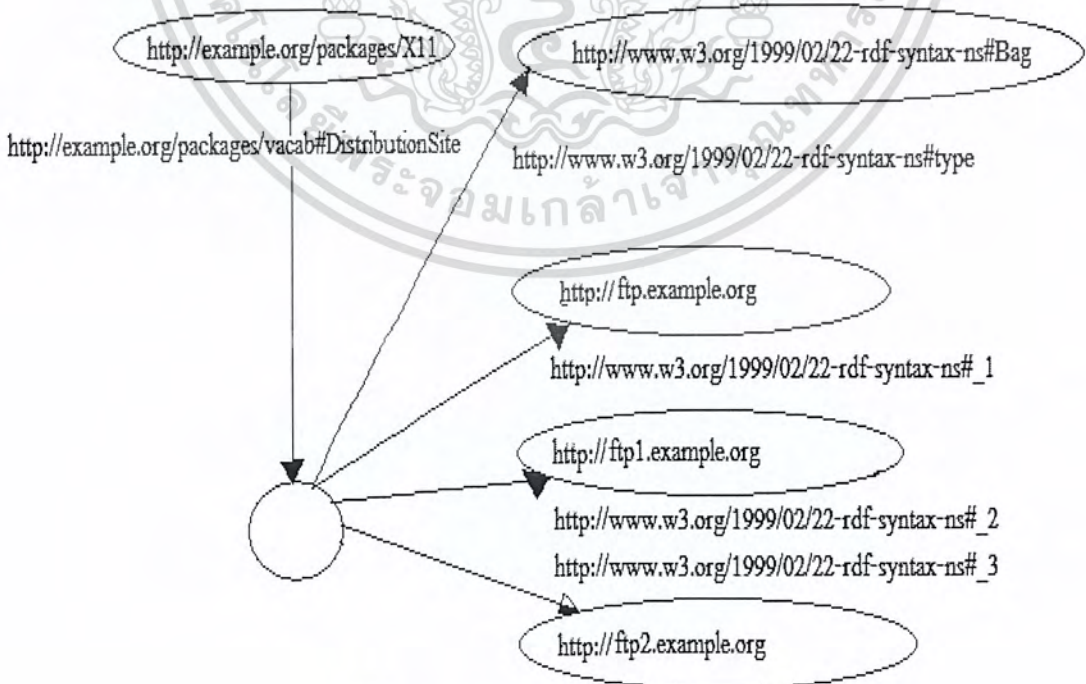 http://example.org/packages/X11
http://www.w3.org/1999/02/22-rdf-syntax-ns#Bag
http://example.org/packages/vacab#DistributionSite
http://www.w3.org/1999/02/22-rdf-syntax-ns#type
http://ftp.example.org
http://www.w3.org/1999/02/22-rdf-syntax-ns#_1
http://ftp1.example.org
http://www.w3.org/1999/02/22-rdf-syntax-ns#_2
http://www.w3.org/1999/02/22-rdf-syntax-ns#_3
http://ftp2.example.org